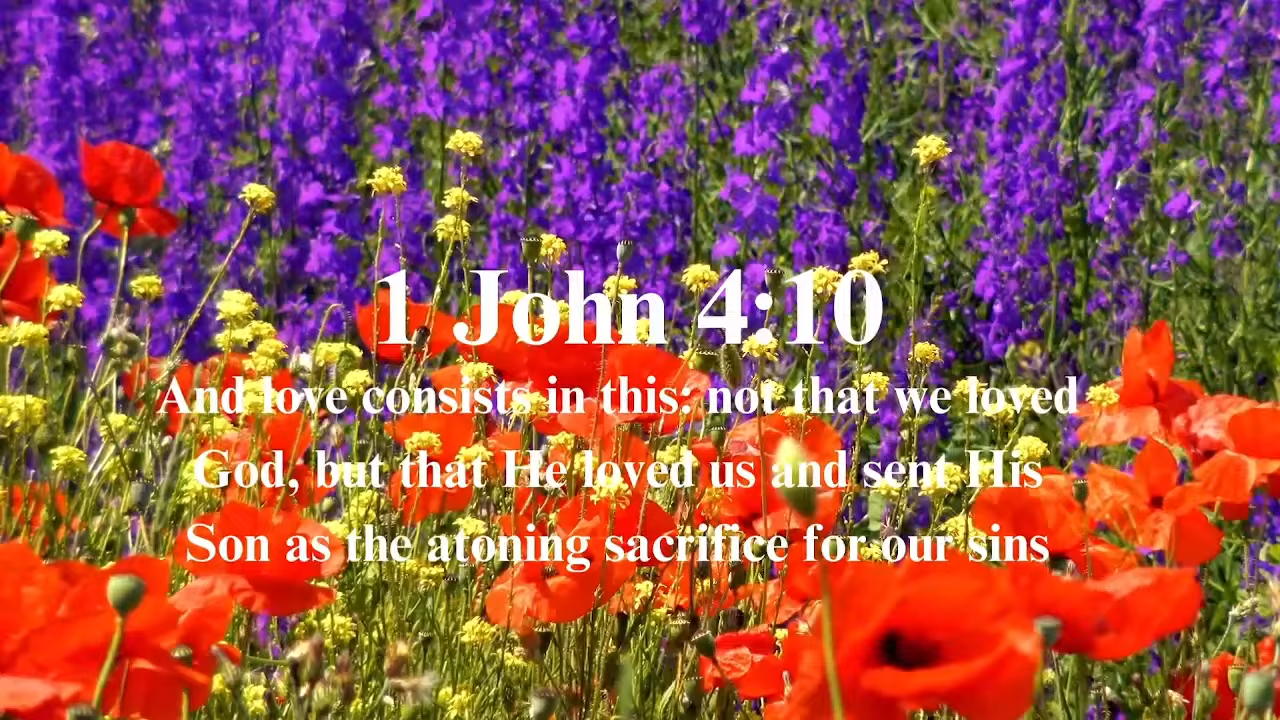 1 John 4:10
And love consists in this: not that we loved
God, but that He loved us and sent His
Son as the atoning sacrifice for our sins